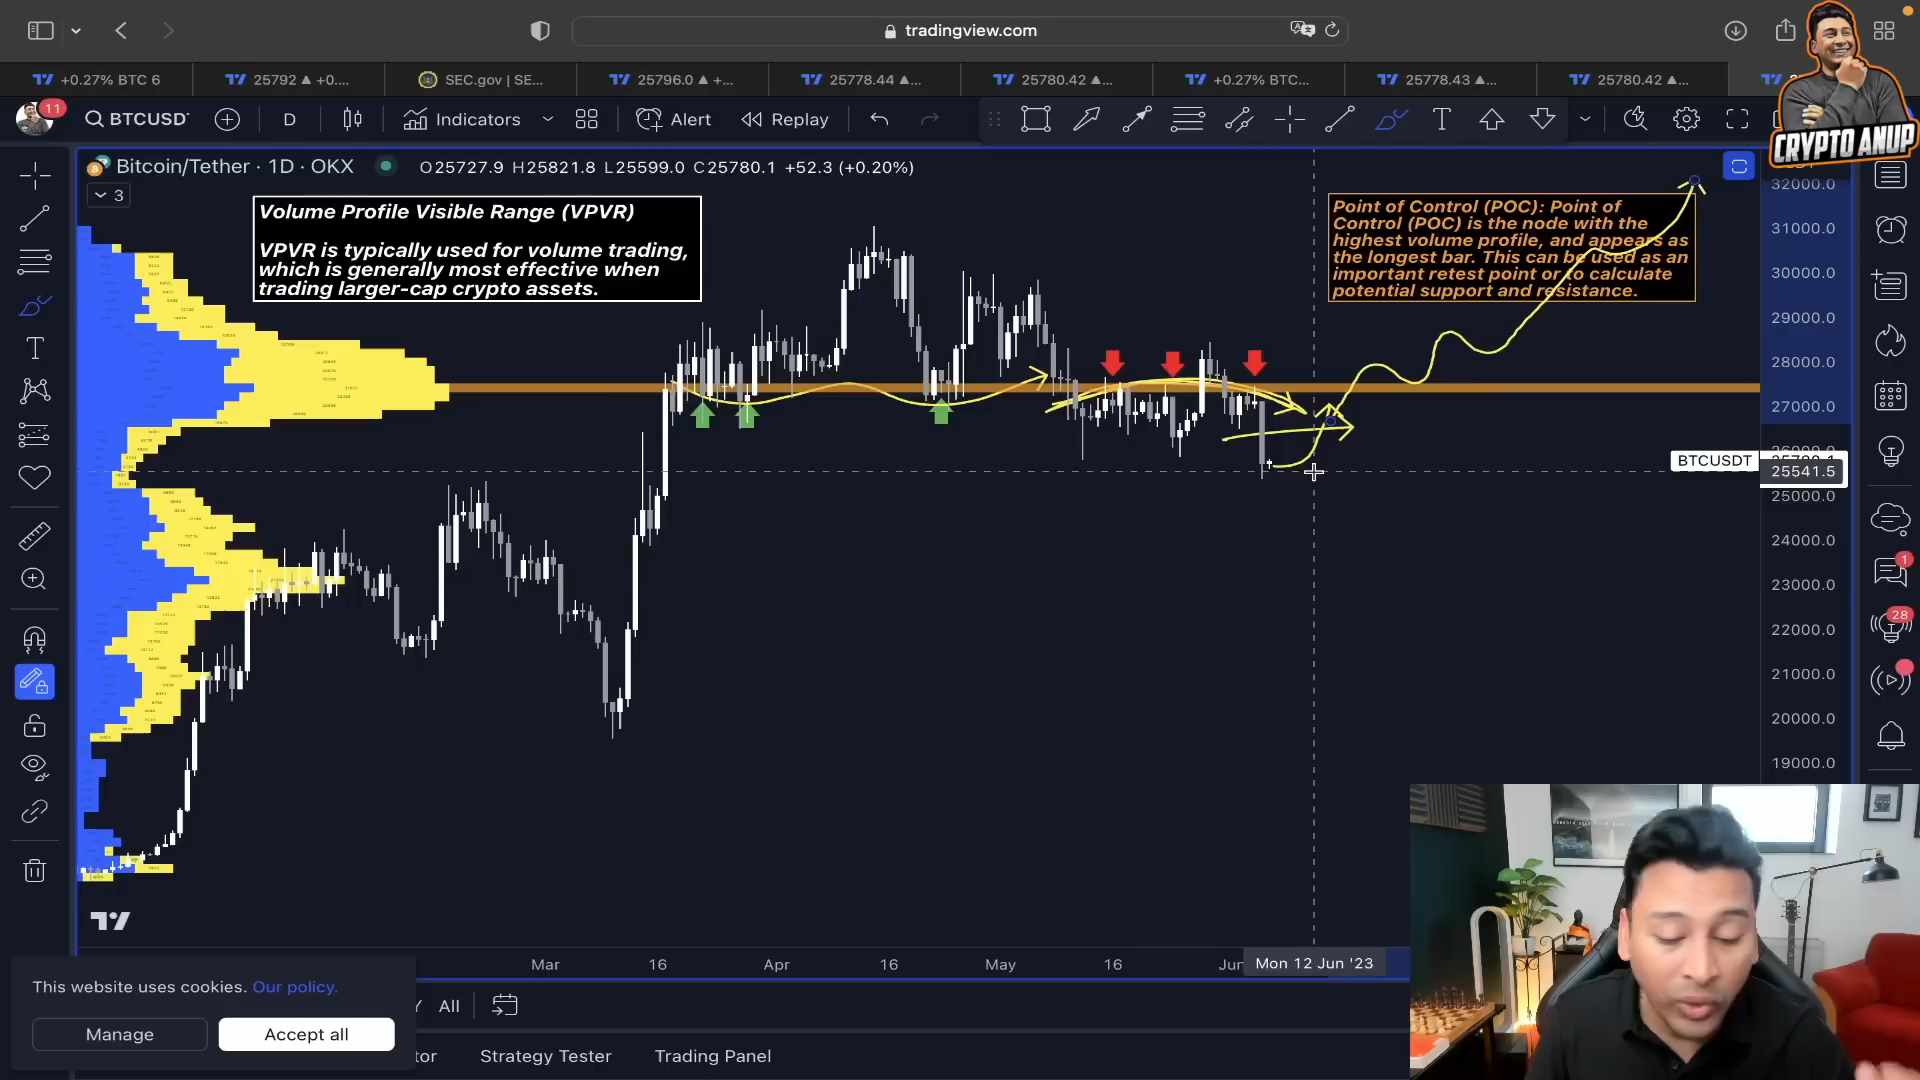 tradingview.com
+0.27% BTC 6
25792 ▲ +0....
SEC.gov | SE...
25796.0 ▲ +...
25778.44 ▲...
25780.42 ▲...
+0.27% BTC...
25778.43 ▲...
25780.42 ▲...
CRYPTO ANUP
11
BTCUSD
D
Indicators
Alert
Replay
Bitcoin/Tether · 1D · OKX
O25727.9 H25821.8 L25599.0 C25780.1 +52.3 (+0.20%)
3
Volume Profile Visible Range (VPVR)
VPVR is typically used for volume trading,
which is generally most effective when
trading larger-cap crypto assets.
Point of Control (POC): Point of
Control (POC) is the node with the
highest volume profile, and appears as
the longest bar. This can be used as an
important retest point or to calculate
potential support and resistance.
32000.0
31000.0
30000.0
29000.0
28000.0
27000.0
BTCUSDT
25541.5
25000.0
24000.0
23000.0
22000.0
21000.0
20000.0
19000.0
1
28
Mar
16
Apr
16
May
16
Jun
Mon 12 Jun '23
This website uses cookies. Our policy.
Manage
Accept all
All
tor
Strategy Tester
Trading Panel